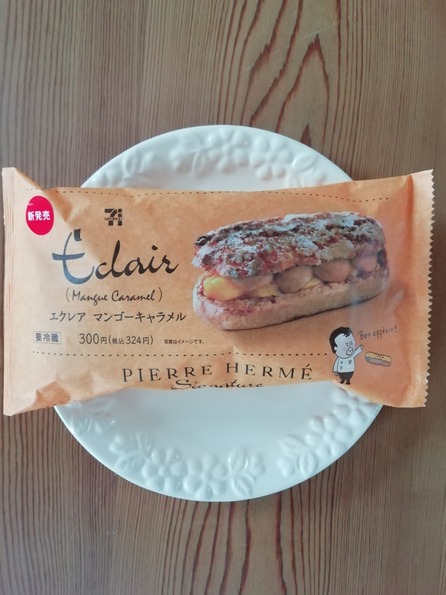 新発売
Éclair
(Mangue Caramel)
エクレア マンゴーキャラメル
要冷蔵
300円(税込324円)
写真はイメージです。
Bon appétit!
PIERRE HERMÉ
Signature